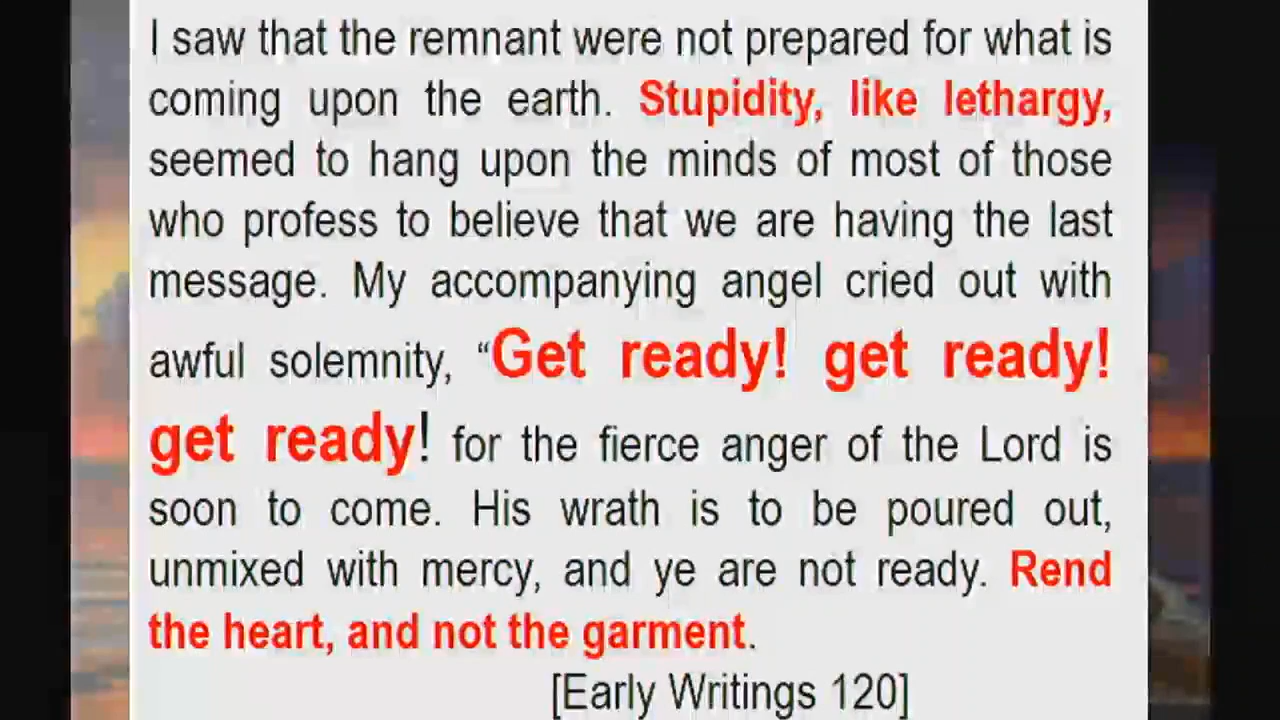 I saw that the remnant were not prepared for what is
coming upon the earth. Stupidity, like lethargy,
seemed to hang upon the minds of most of those
who profess to believe that we are having the last
message. My accompanying angel cried out with
awful solemnity, “Get ready! get ready!
get ready! for the fierce anger of the Lord is
soon to come. His wrath is to be poured out,
unmixed with mercy, and ye are not ready. Rend
the heart, and not the garment.
[Early Writings 120]